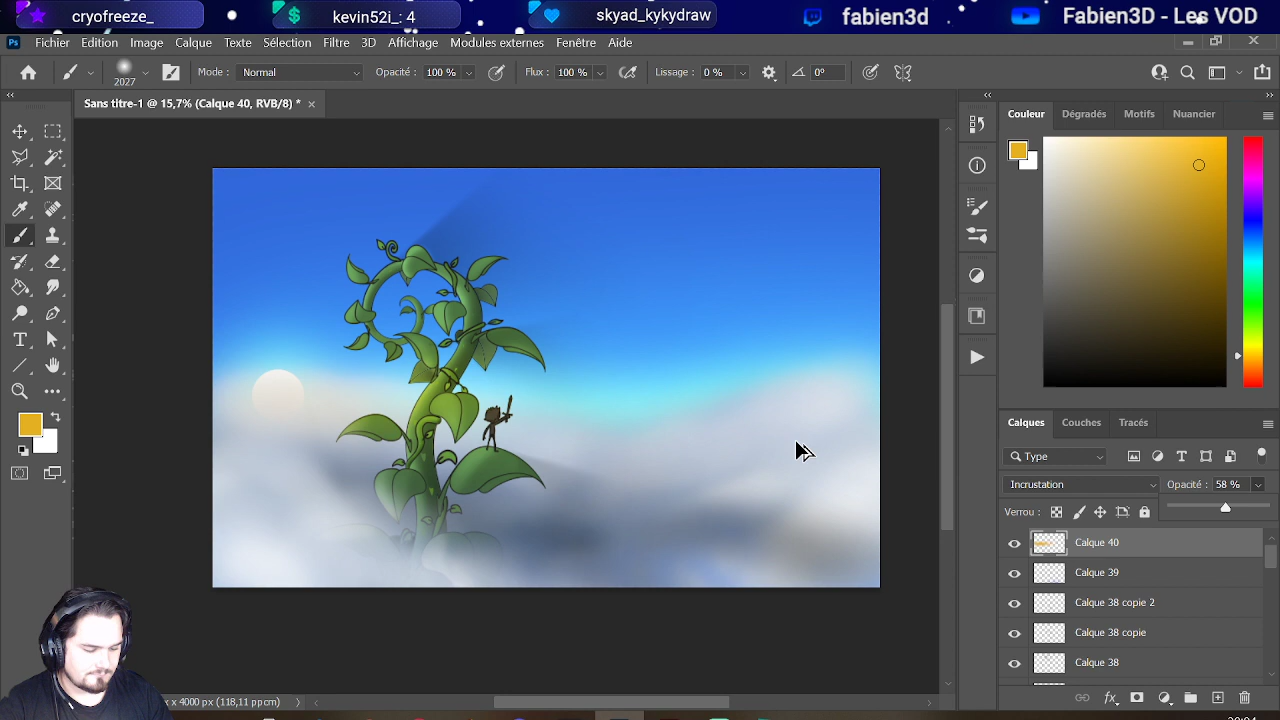 cryofreeze_
kevin52i_: 4
skyad_kykydraw
fabien3d
Fabien3D - Les VOD
Ps Fichier Edition Image Calque Texte Sélection Filtre 3D Affichage Modules externes Fenêtre Aide
2027
Mode : Normal
Opacité : 100 %
Flux : 100 %
Lissage : 0 %
0°
Sans titre-1 @ 15,7% (Calque 40, RVB/8) *
Couleur Dégradés Motifs Nuancier
Calques Couches Tracés
Type
Incrustation
Opacité : 58 %
Verrou :
Calque 40
Calque 39
Calque 38 copie 2
Calque 38 copie
Calque 38
x 4000 px (118,11 ppcm)